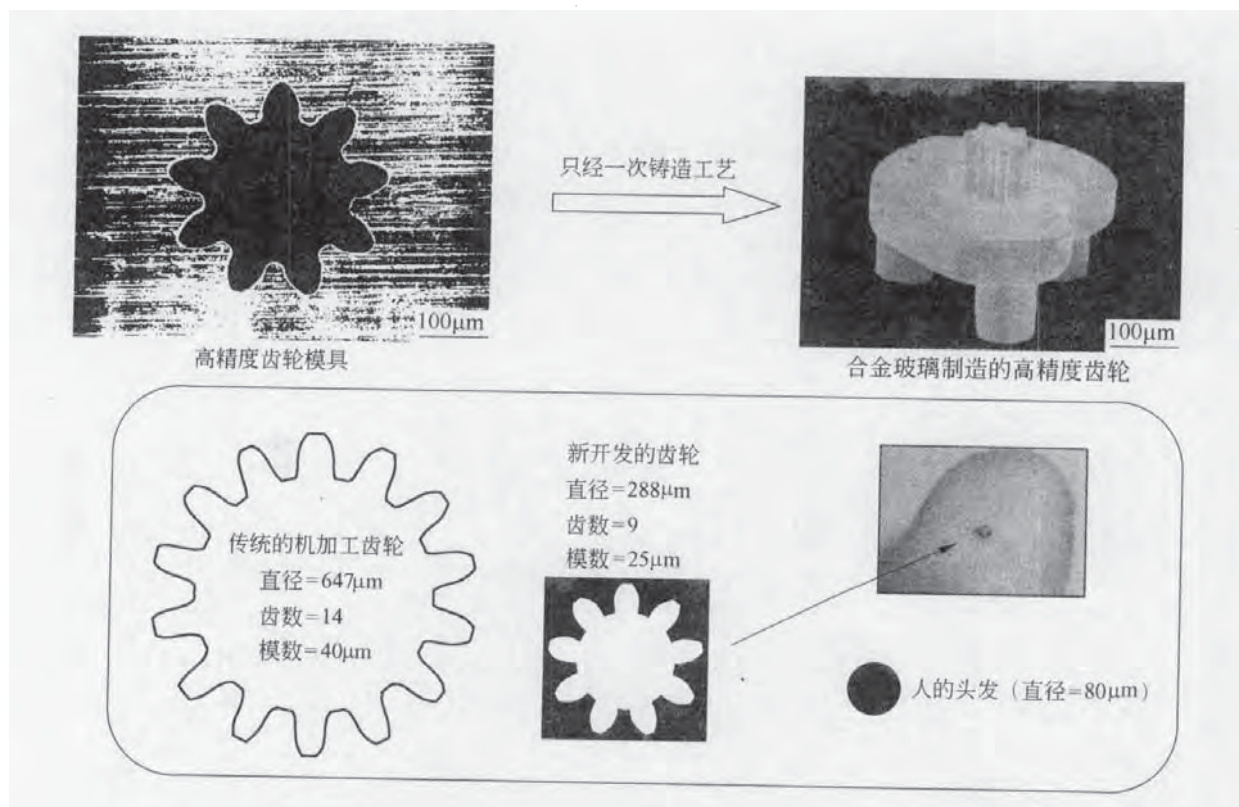 只经一次铸造工艺
100μm
100μm
高精度齿轮模具
合金玻璃制造的高精度齿轮
传统的机加工齿轮
直径=647μm
齿数=14
模数=40μm
新开发的齿轮
直径=288μm
齿数=9
模数=25μm
人的头发（直径=80μm）